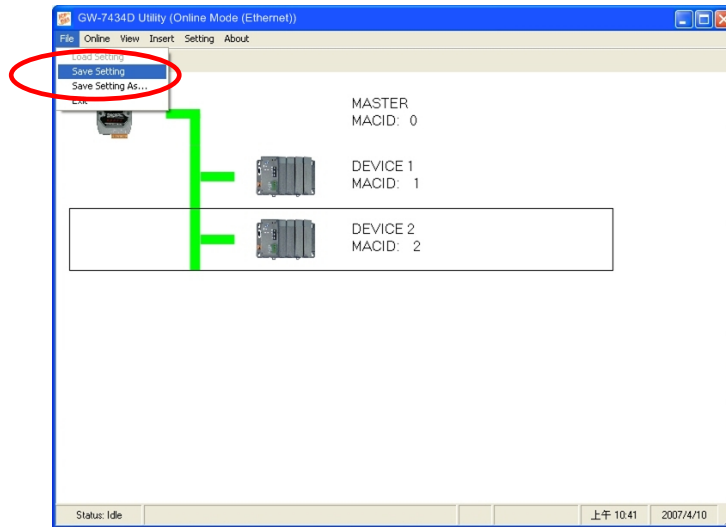 GW-7434D Utility (Online Mode (Ethernet))
File Online View Insert Setting About
Load Setting
Save Setting
Save Setting As...
Exit
MASTER
MACID: 0
DEVICE 1
MACID: 1
DEVICE 2
MACID: 2
Status: Idle 上午 10:41 2007/4/10